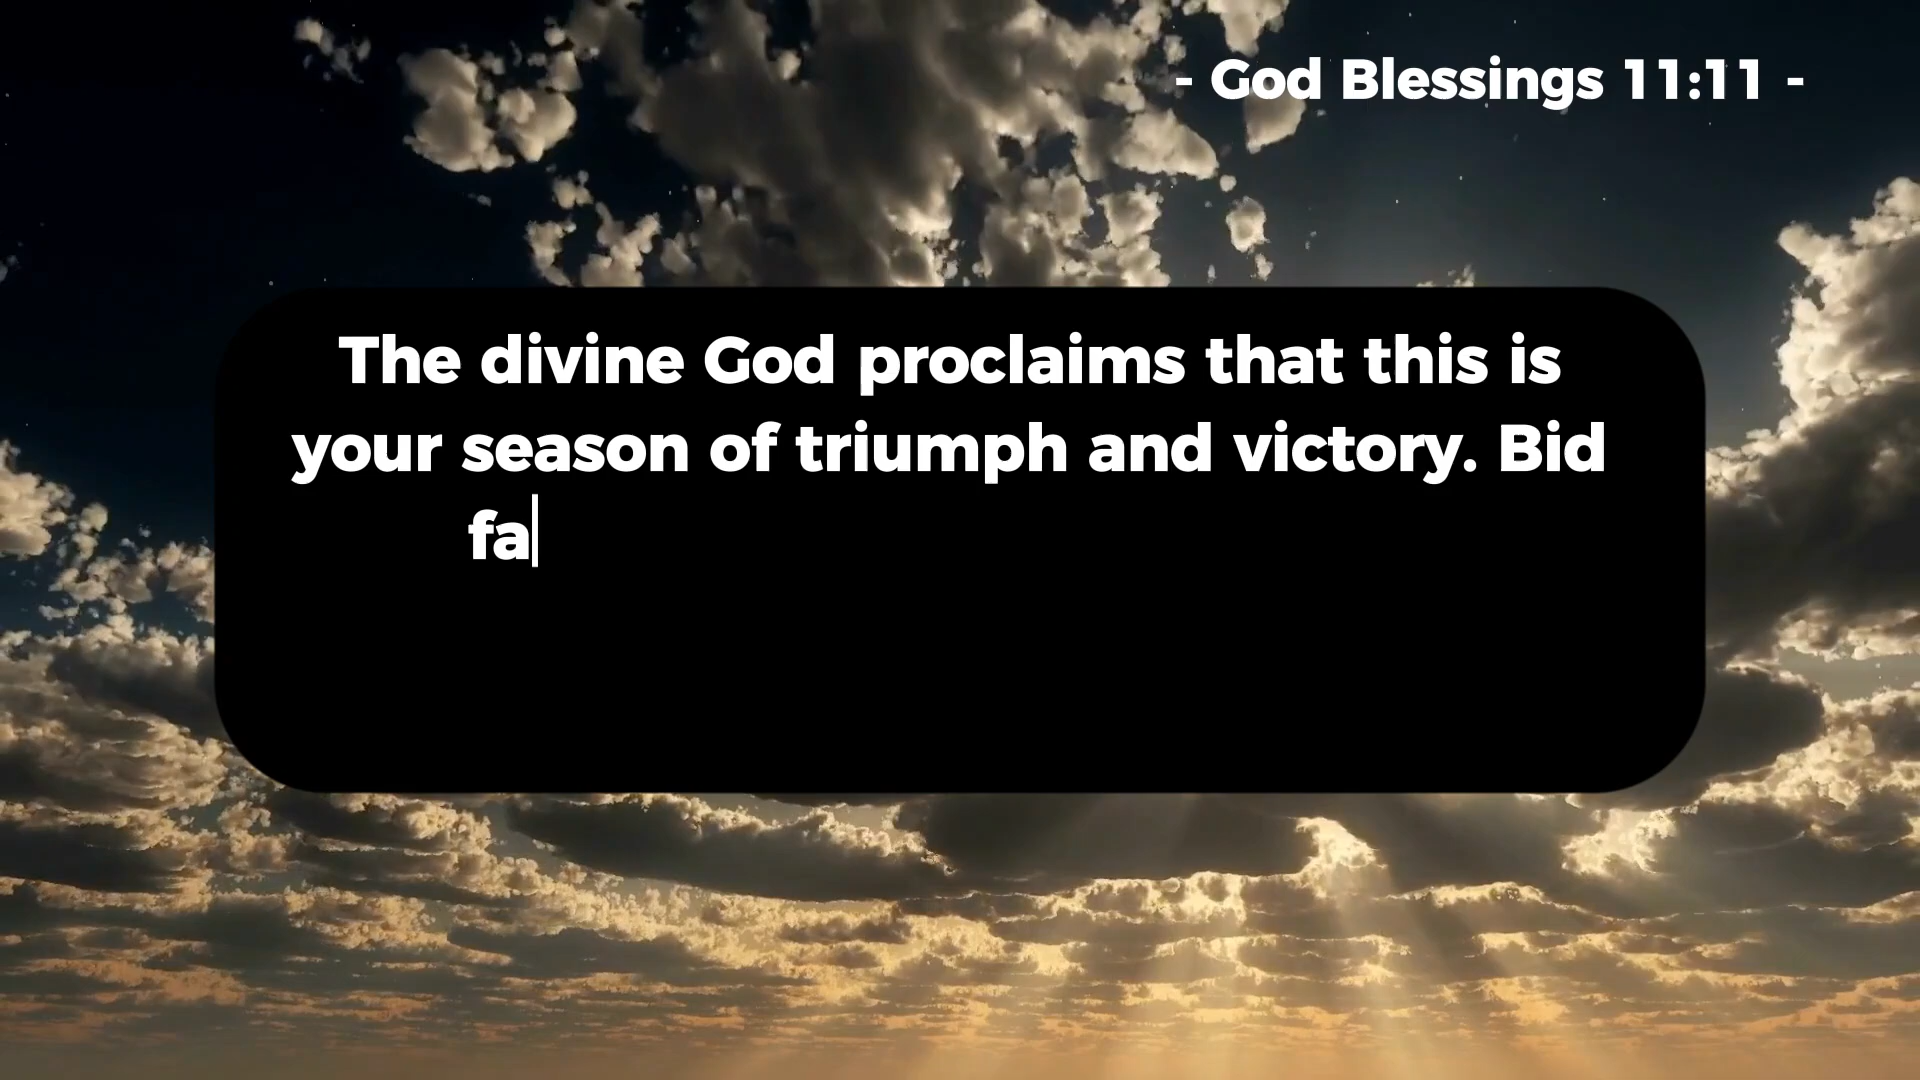 - God Blessings 11:11 -
The divine God proclaims that this is
your season of triumph and victory. Bid
fa